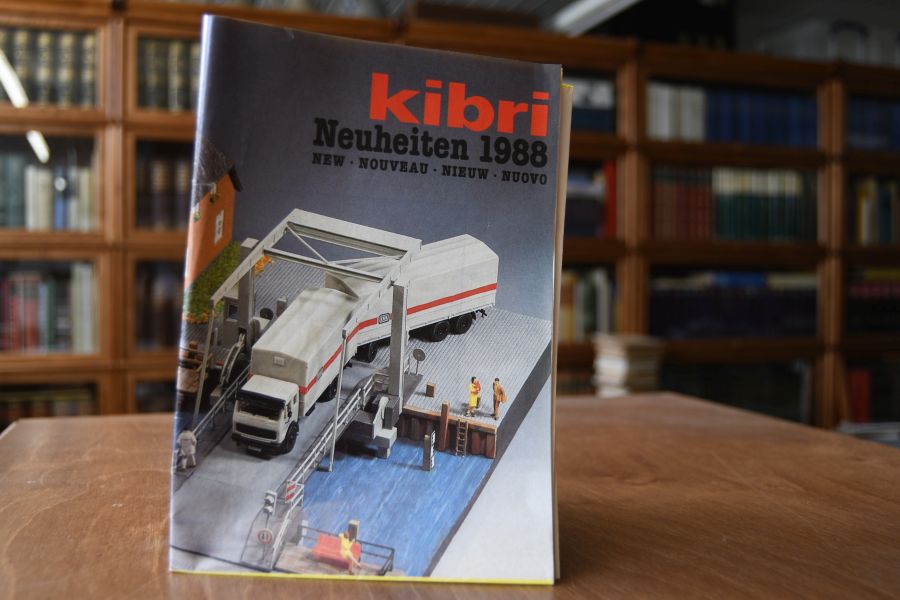 kibri
Neuheiten 1988
NEW · NOUVEAU · NIEUW · NUOVO